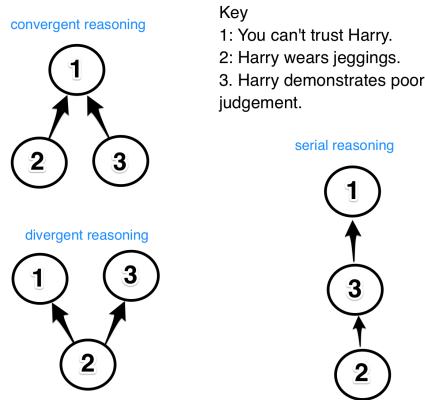 convergent reasoning
1
2
3
Key
1: You can't trust Harry.
2: Harry wears jeggings.
3. Harry demonstrates poor
judgement.
divergent reasoning
1
3
2
serial reasoning
1
3
2